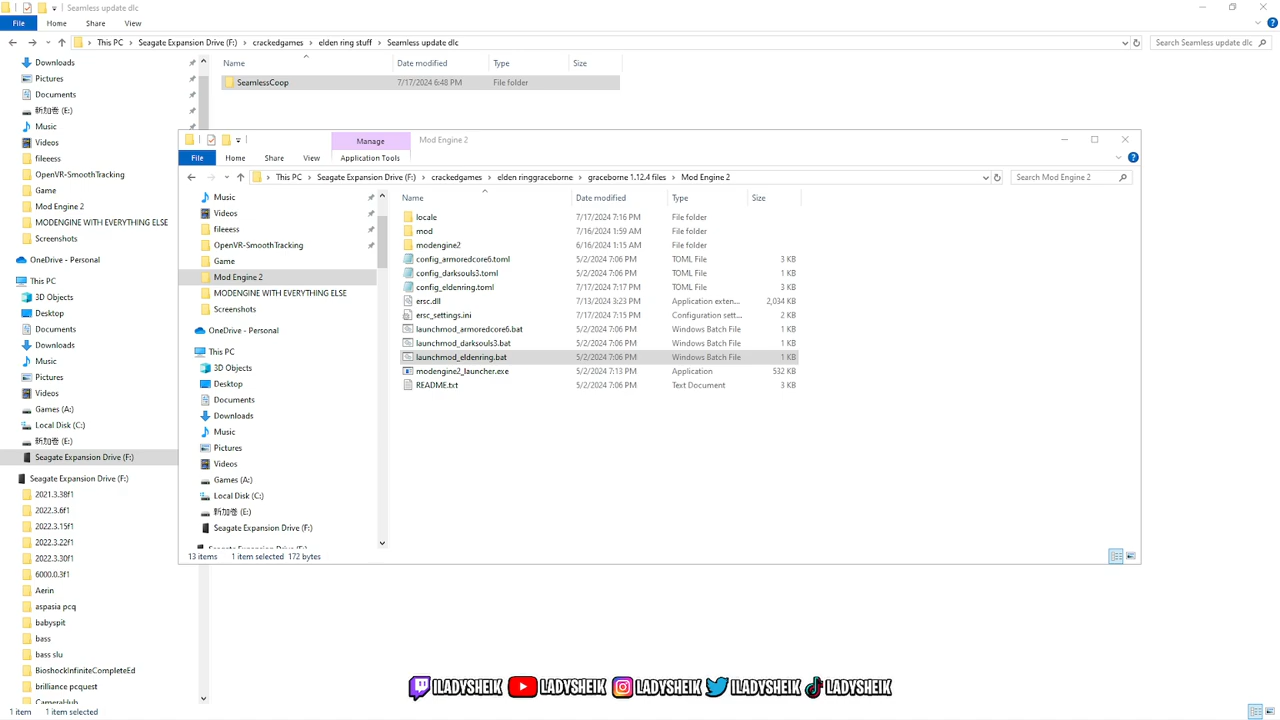 Seamless update dlc
File Home Share View
This PC > Seagate Expansion Drive (F:) > crackedgames > elden ring stuff > Seamless update dlc
Search Seamless update dlc
Downloads
Pictures
Documents
新加卷 (E:)
Music
Videos
fileess
OpenVR-SmoothTracking
Game
Mod Engine 2
MODENGINE WITH EVERYTHING ELSE
Screenshots
OneDrive - Personal
This PC
3D Objects
Desktop
Documents
Downloads
Music
Pictures
Videos
Games (A:)
Local Disk (C:)
新加卷 (E:)
Seagate Expansion Drive (F:)
Seagate Expansion Drive (F:)
2021.3.38f1
2022.3.6f1
2022.3.15f1
2022.3.22f1
2022.3.30f1
6000.0.3f1
Aerin
aspasia pcq
babyspit
bass
bass slu
BioshockInfiniteCompleteEd
brilliance pcquest
CameraHub
1 item 1 item selected
Name Date modified Type Size
SeamlessCoop 7/17/2024 6:48 PM File folder
Manage Mod Engine 2
File Home Share View Application Tools
This PC > Seagate Expansion Drive (F:) > crackedgames > elden ringgraceborne > graceborne 1.12.4 files > Mod Engine 2
Search Mod Engine 2
Music
Videos
fileess
OpenVR-SmoothTracking
Game
Mod Engine 2
MODENGINE WITH EVERYTHING ELSE
Screenshots
OneDrive - Personal
This PC
3D Objects
Desktop
Documents
Downloads
Music
Pictures
Videos
Games (A:)
Local Disk (C:)
新加卷 (E:)
Seagate Expansion Drive (F:)
Seagate Expansion Drive (F:)
Name Date modified Type Size
locale 7/17/2024 7:16 PM File folder
mod 7/16/2024 1:59 AM File folder
modengine2 6/16/2024 1:15 AM File folder
config_armoredcore6.toml 5/2/2024 7:06 PM TOML File 3 KB
config_darksouls3.toml 5/2/2024 7:06 PM TOML File 1 KB
config_eldenring.toml 7/17/2024 7:17 PM TOML File 3 KB
ersc.dll 7/13/2024 3:23 PM Application exten... 2,034 KB
ersc_settings.ini 7/17/2024 7:15 PM Configuration sett... 2 KB
launchmod_armoredcore6.bat 5/2/2024 7:06 PM Windows Batch File 1 KB
launchmod_darksouls3.bat 5/2/2024 7:06 PM Windows Batch File 1 KB
launchmod_eldenring.bat 5/2/2024 7:06 PM Windows Batch File 1 KB
modengine2_launcher.exe 5/2/2024 7:13 PM Application 532 KB
README.txt 5/2/2024 7:06 PM Text Document 3 KB
13 items 1 item selected 172 bytes
ILADYSHEIK LADYSHEIK ILADYSHEIK ILADYSHEIK ILADYSHEIK